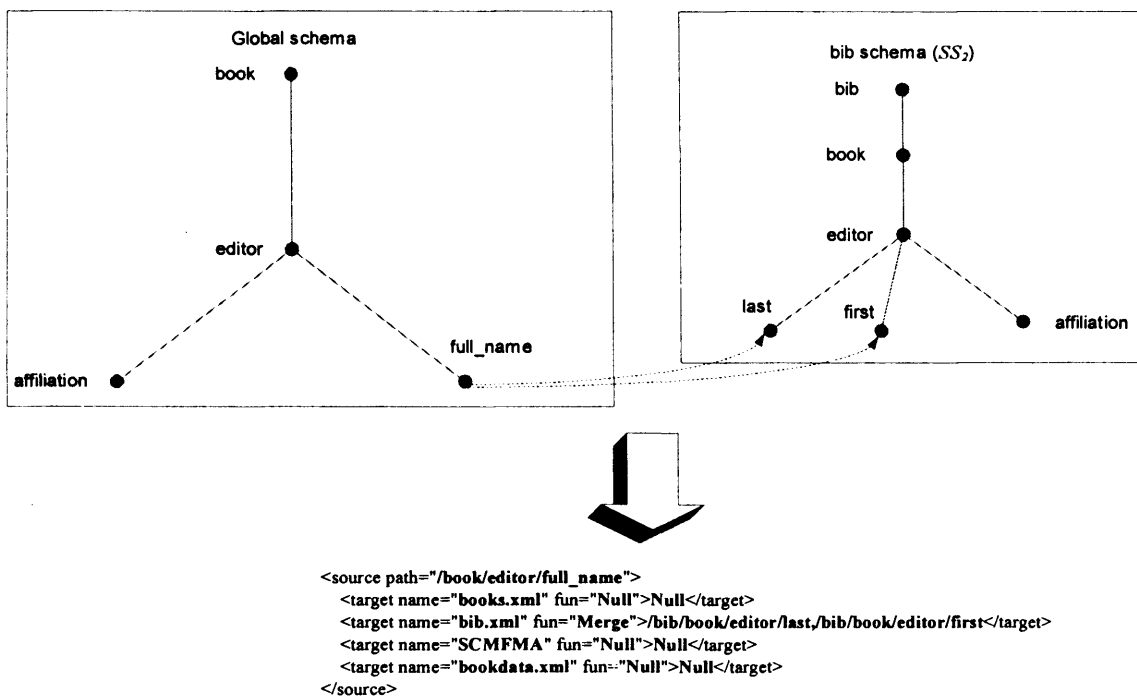 Global schema
book
editor
full_name
affiliation
bib schema (SS₂)
bib
book
editor
last
first
affiliation
<source path="/book/editor/full_name">
<target name="books.xml" fun="Null">Null</target>
<target name="bib.xml" fun="Merge">/bib/book/editor/last,/bib/book/editor/first</target>
<target name="SCMFMA" fun="Null">Null</target>
<target name="bookdata.xml" fun="Null">Null</target>
</source>